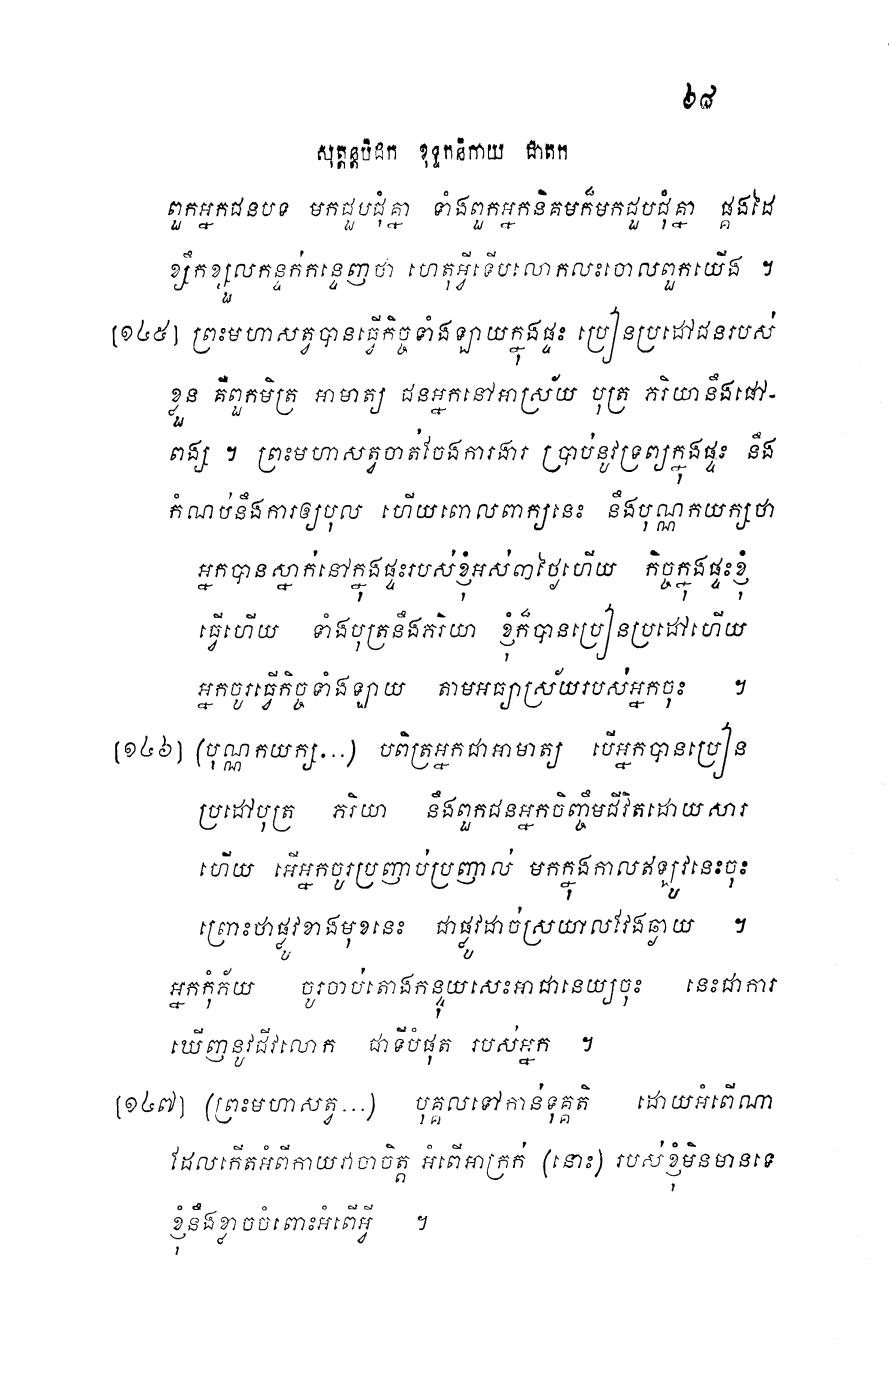 ៦៨
សុត្តន្តបិដក ខុទ្ទកនិកាយ ជាតក
ពួកអ្នកជនបទ មកជួបជុំគ្នា ទាំងពួកអ្នកនិគមក៏មកជួបជុំគ្នា ផ្គងដៃ
ខ្សឹកខ្សួលកន្ទក់កន្ទេញថា ហេតុអ្វីទើបលោកលះចោលពួកយើង ។
[១៤៥] ព្រះមហាសត្វបានធ្វើកិច្ចទាំងឡាយក្នុងផ្ទះ ប្រៀនប្រដៅជនរបស់
ខ្លួន គឺពួកមិត្រ អាមាត្យ ជនអ្នកនៅអាស្រ័យ បុត្រ ភរិយានឹងផៅ-
ពង្ស ។ ព្រះមហាសត្វចាត់ចែងការងារ ប្រាប់នូវទ្រព្យក្នុងផ្ទះ នឹង
កំណប់នឹងការឲ្យបុល ហើយពោលពាក្យនេះ នឹងបុណ្ណកយក្សថា
អ្នកបានស្នាក់នៅក្នុងផ្ទះរបស់ខ្ញុំអស់៣ថ្ងៃហើយ កិច្ចក្នុងផ្ទះខ្ញុំ
ធ្វើហើយ ទាំងបុត្រនឹងភរិយា ខ្ញុំក៏បានប្រៀនប្រដៅហើយ
អ្នកចូរធ្វើកិច្ចទាំងឡាយ តាមអធ្យាស្រ័យរបស់អ្នកចុះ ។
[១៤៦] (បុណ្ណកយក្ស...) បពិត្រអ្នកជាអាមាត្យ បើអ្នកបានប្រៀន
ប្រដៅបុត្រ ភរិយា នឹងពួកជនអ្នកចិញ្ចឹមជីវិតដោយសារ
ហើយ អើអ្នកចូរប្រញាប់ប្រញាល់ មកក្នុងកាលឥឡូវនេះចុះ
ព្រោះថាផ្លូវខាងមុខនេះ ជាផ្លូវដាច់ស្រយាលវែងឆ្ងាយ ។
អ្នកកុំភ័យ ចូរចាប់តោងកន្ទុយសេះអាជានេយ្យចុះ នេះជាការ
ឃើញនូវជីវលោក ជាទីបំផុត របស់អ្នក ។
[១៤៧] (ព្រះមហាសត្វ...) បុគ្គលទៅកាន់ទុគ្គតិ ដោយអំពើណា
ដែលកើតអំពីកាយវាចាចិត្ត អំពើអាក្រក់ (នោះ) របស់ខ្ញុំមិនមានទេ
ខ្ញុំនឹងខ្លាចចំពោះអំពើអ្វី ។